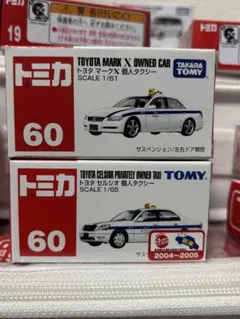 19
トミカ
60
TOYOTA MARK X OWNED CAR
トヨタ マークX 個人タクシー
SCALE 1/61
TAKARA
TOMY
サスペンション/左右ドア開閉
トミカ
60
TOYOTA CELSIOR PRIVATELY OWNED TAXI
トヨタ セルシオ 個人タクシー
SCALE 1/65
TOMY
サス
2004~2005